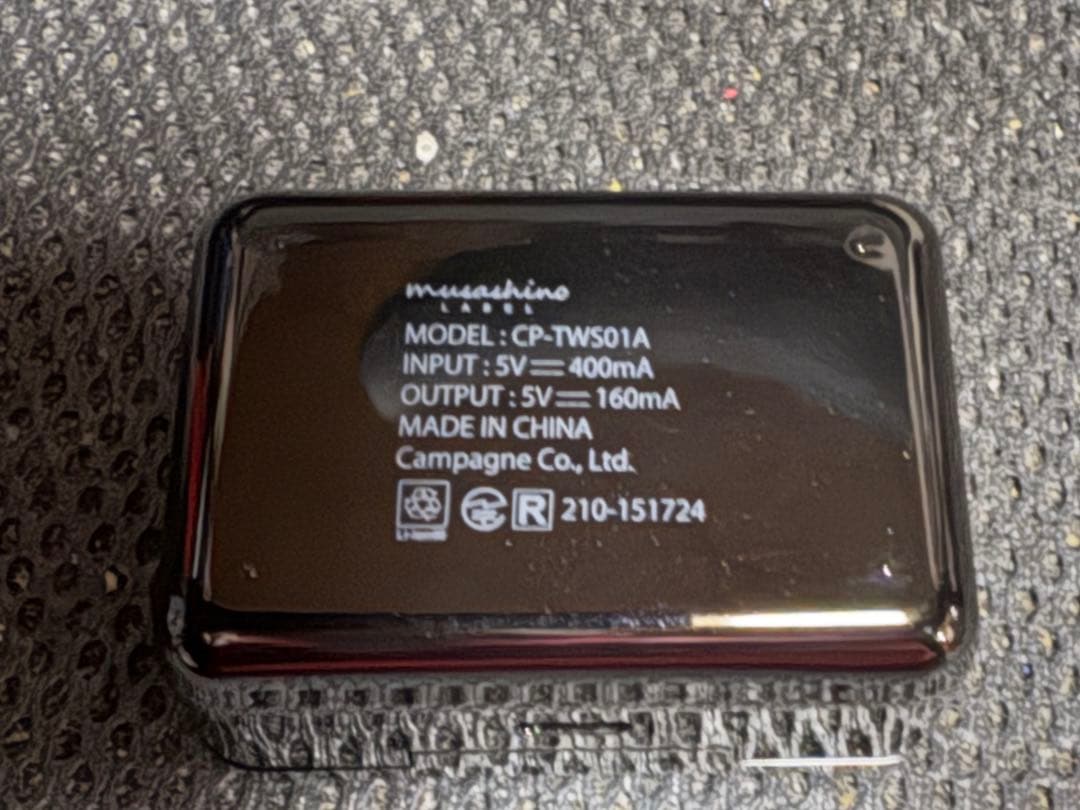 musashino
LABEL
MODEL : CP-TWS01A
INPUT : 5V⎓400mA
OUTPUT : 5V⎓160mA
MADE IN CHINA
Campagne Co., Ltd.
R 210-151724